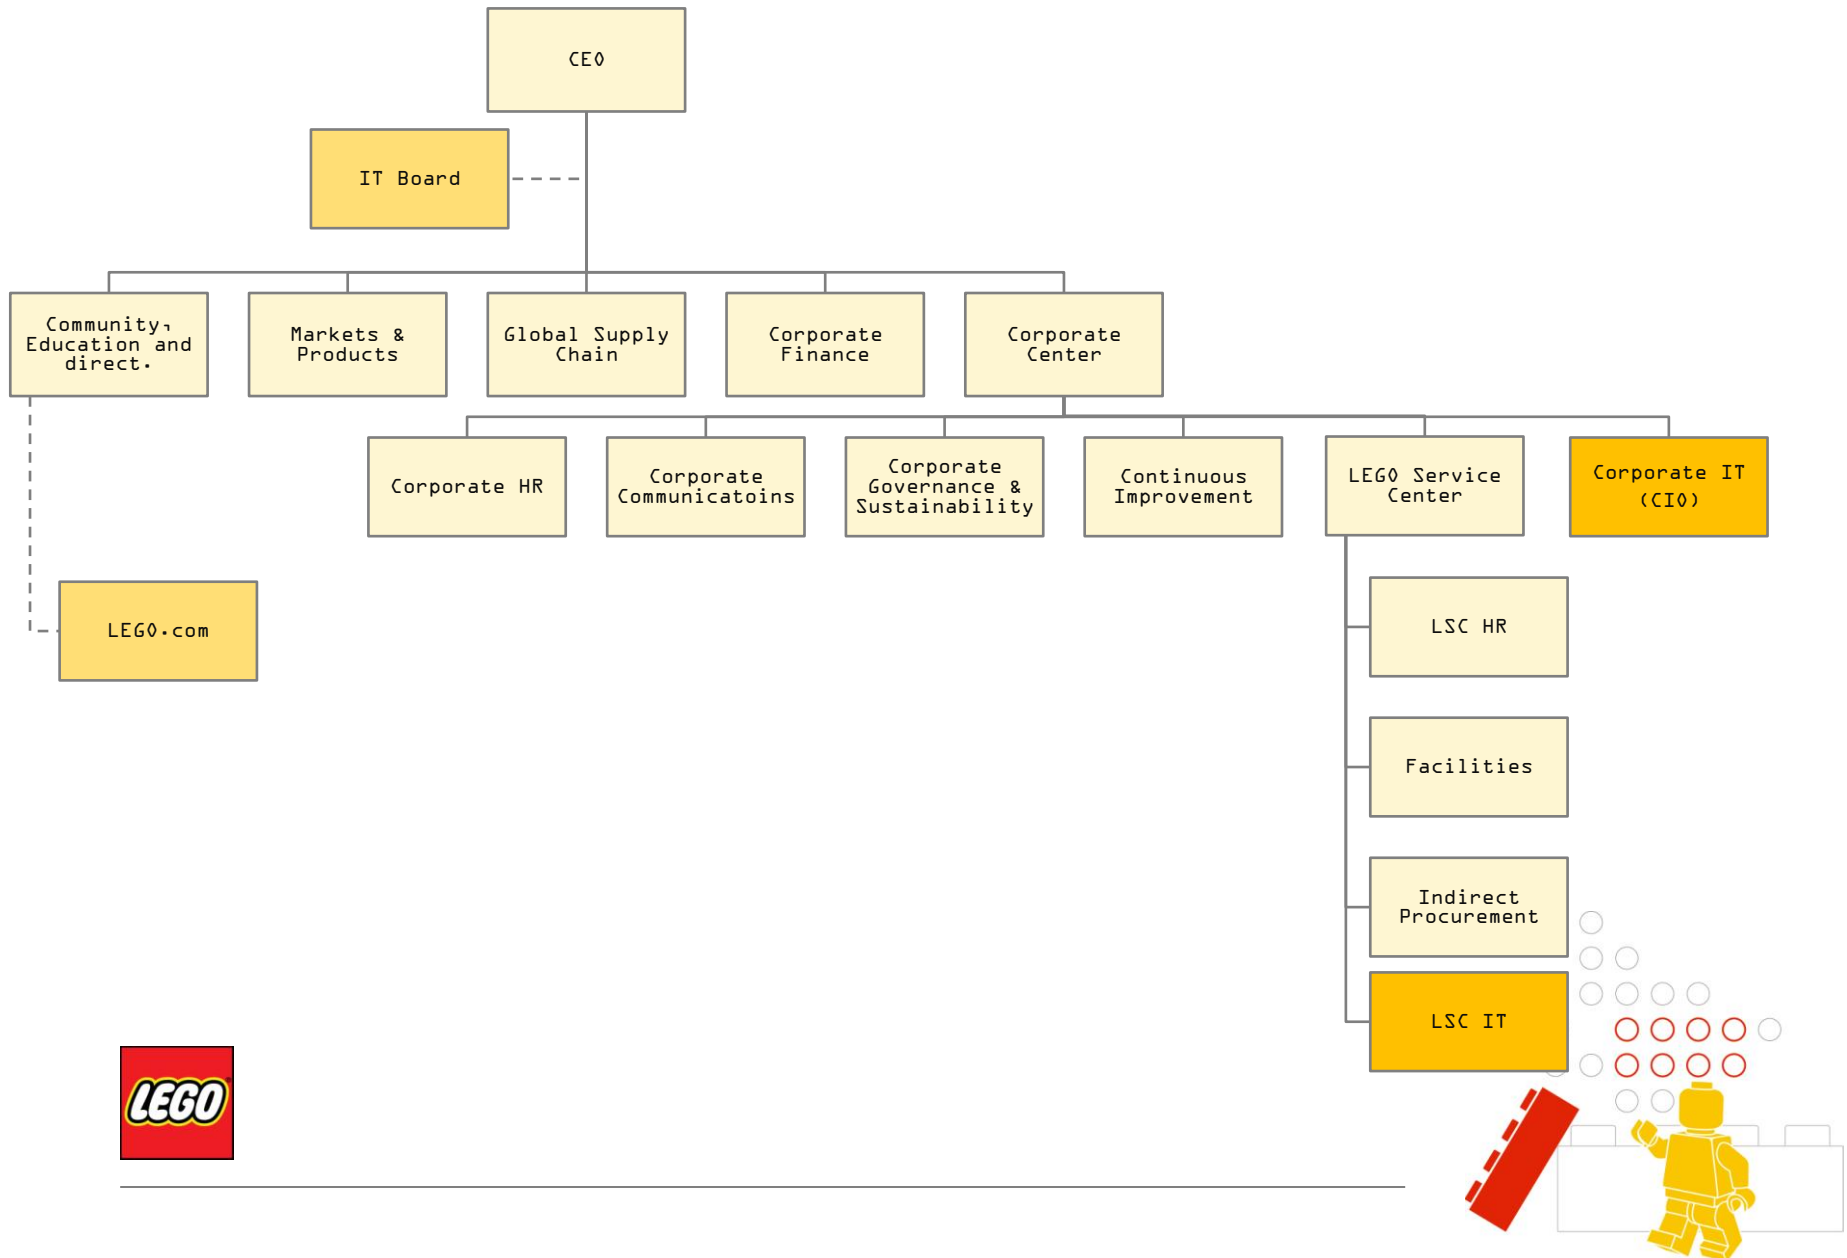 CEO
IT Board
Community,
Education and
direct.
Markets &
Products
Global Supply
Chain
Corporate
Finance
Corporate
Center
Corporate HR
Corporate
Communicatoins
Corporate
Governance &
Sustainability
Continuous
Improvement
LEGO Service
Center
Corporate IT
(CIO)
LEGO.com
LSC HR
Facilities
Indirect
Procurement
LSC IT
LEGO